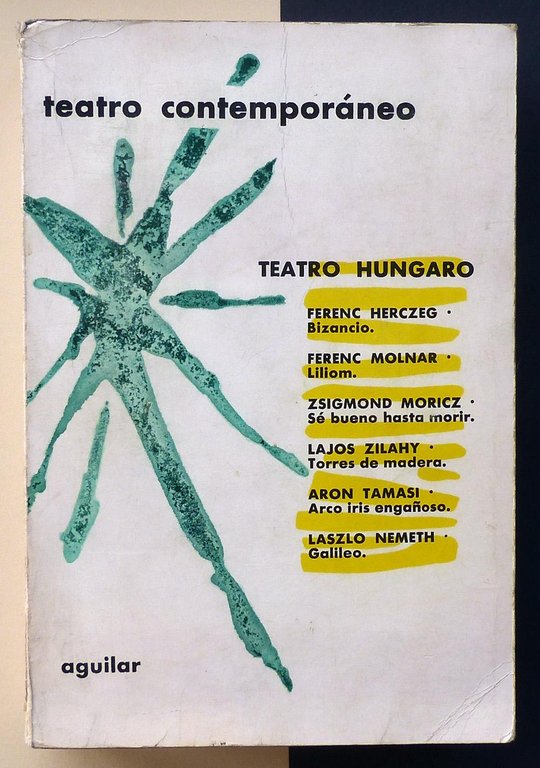 teatro contemporáneo
TEATRO HUNGARO
FERENC HERCZEG ·
Bizancio.
FERENC MOLNAR ·
Liliom.
ZSIGMOND MORICZ ·
Sé bueno hasta morir.
LAJOS ZILAHY ·
Torres de madera.
ARON TAMASI ·
Arco iris engañoso.
LASZLO NEMETH ·
Galileo.
aguilar